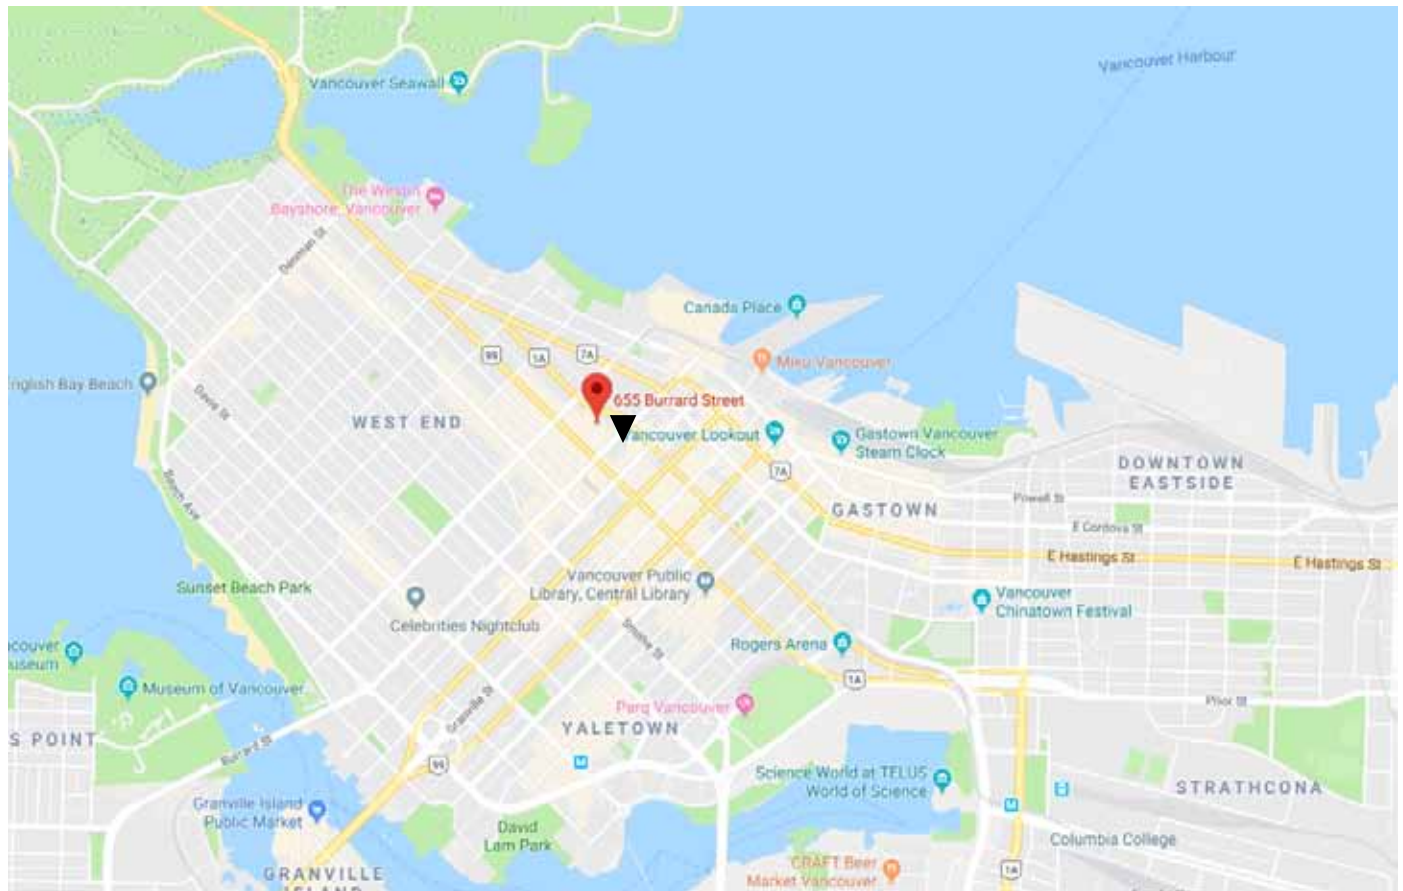 Vancouver Harbour
Vancouver Seawall
The Westin
Bayshore, Vancouver
Denman St
Canada Place
99
1A
7A
Miku Vancouver
English Bay Beach
Davie St
655 Burrard Street
WEST END
ancouver Lookout
Gastown Vancouver
Steam Clock
7A
DOWNTOWN
EASTSIDE
Beach Ave
GASTOWN
Powell St
E Cordova St
E Hastings St
E Hastings St
Sunset Beach Park
Vancouver Public
Library, Central Library
Vancouver
Chinatown Festival
Celebrities Nightclub
Smithe St
Rogers Arena
couver
useum
1A
Museum of Vancouver
Granville St
Parq Vancouver
Prior St
S POINT
Burrard St
YALETOWN
M
99
Science World at TELUS
World of Science
STRATHCONA
Granville Island
Public Market
M
David
Lam Park
Columbia College
GRANVILLE
ISLAND
CRAFT Beer
Market Vancouver
1A